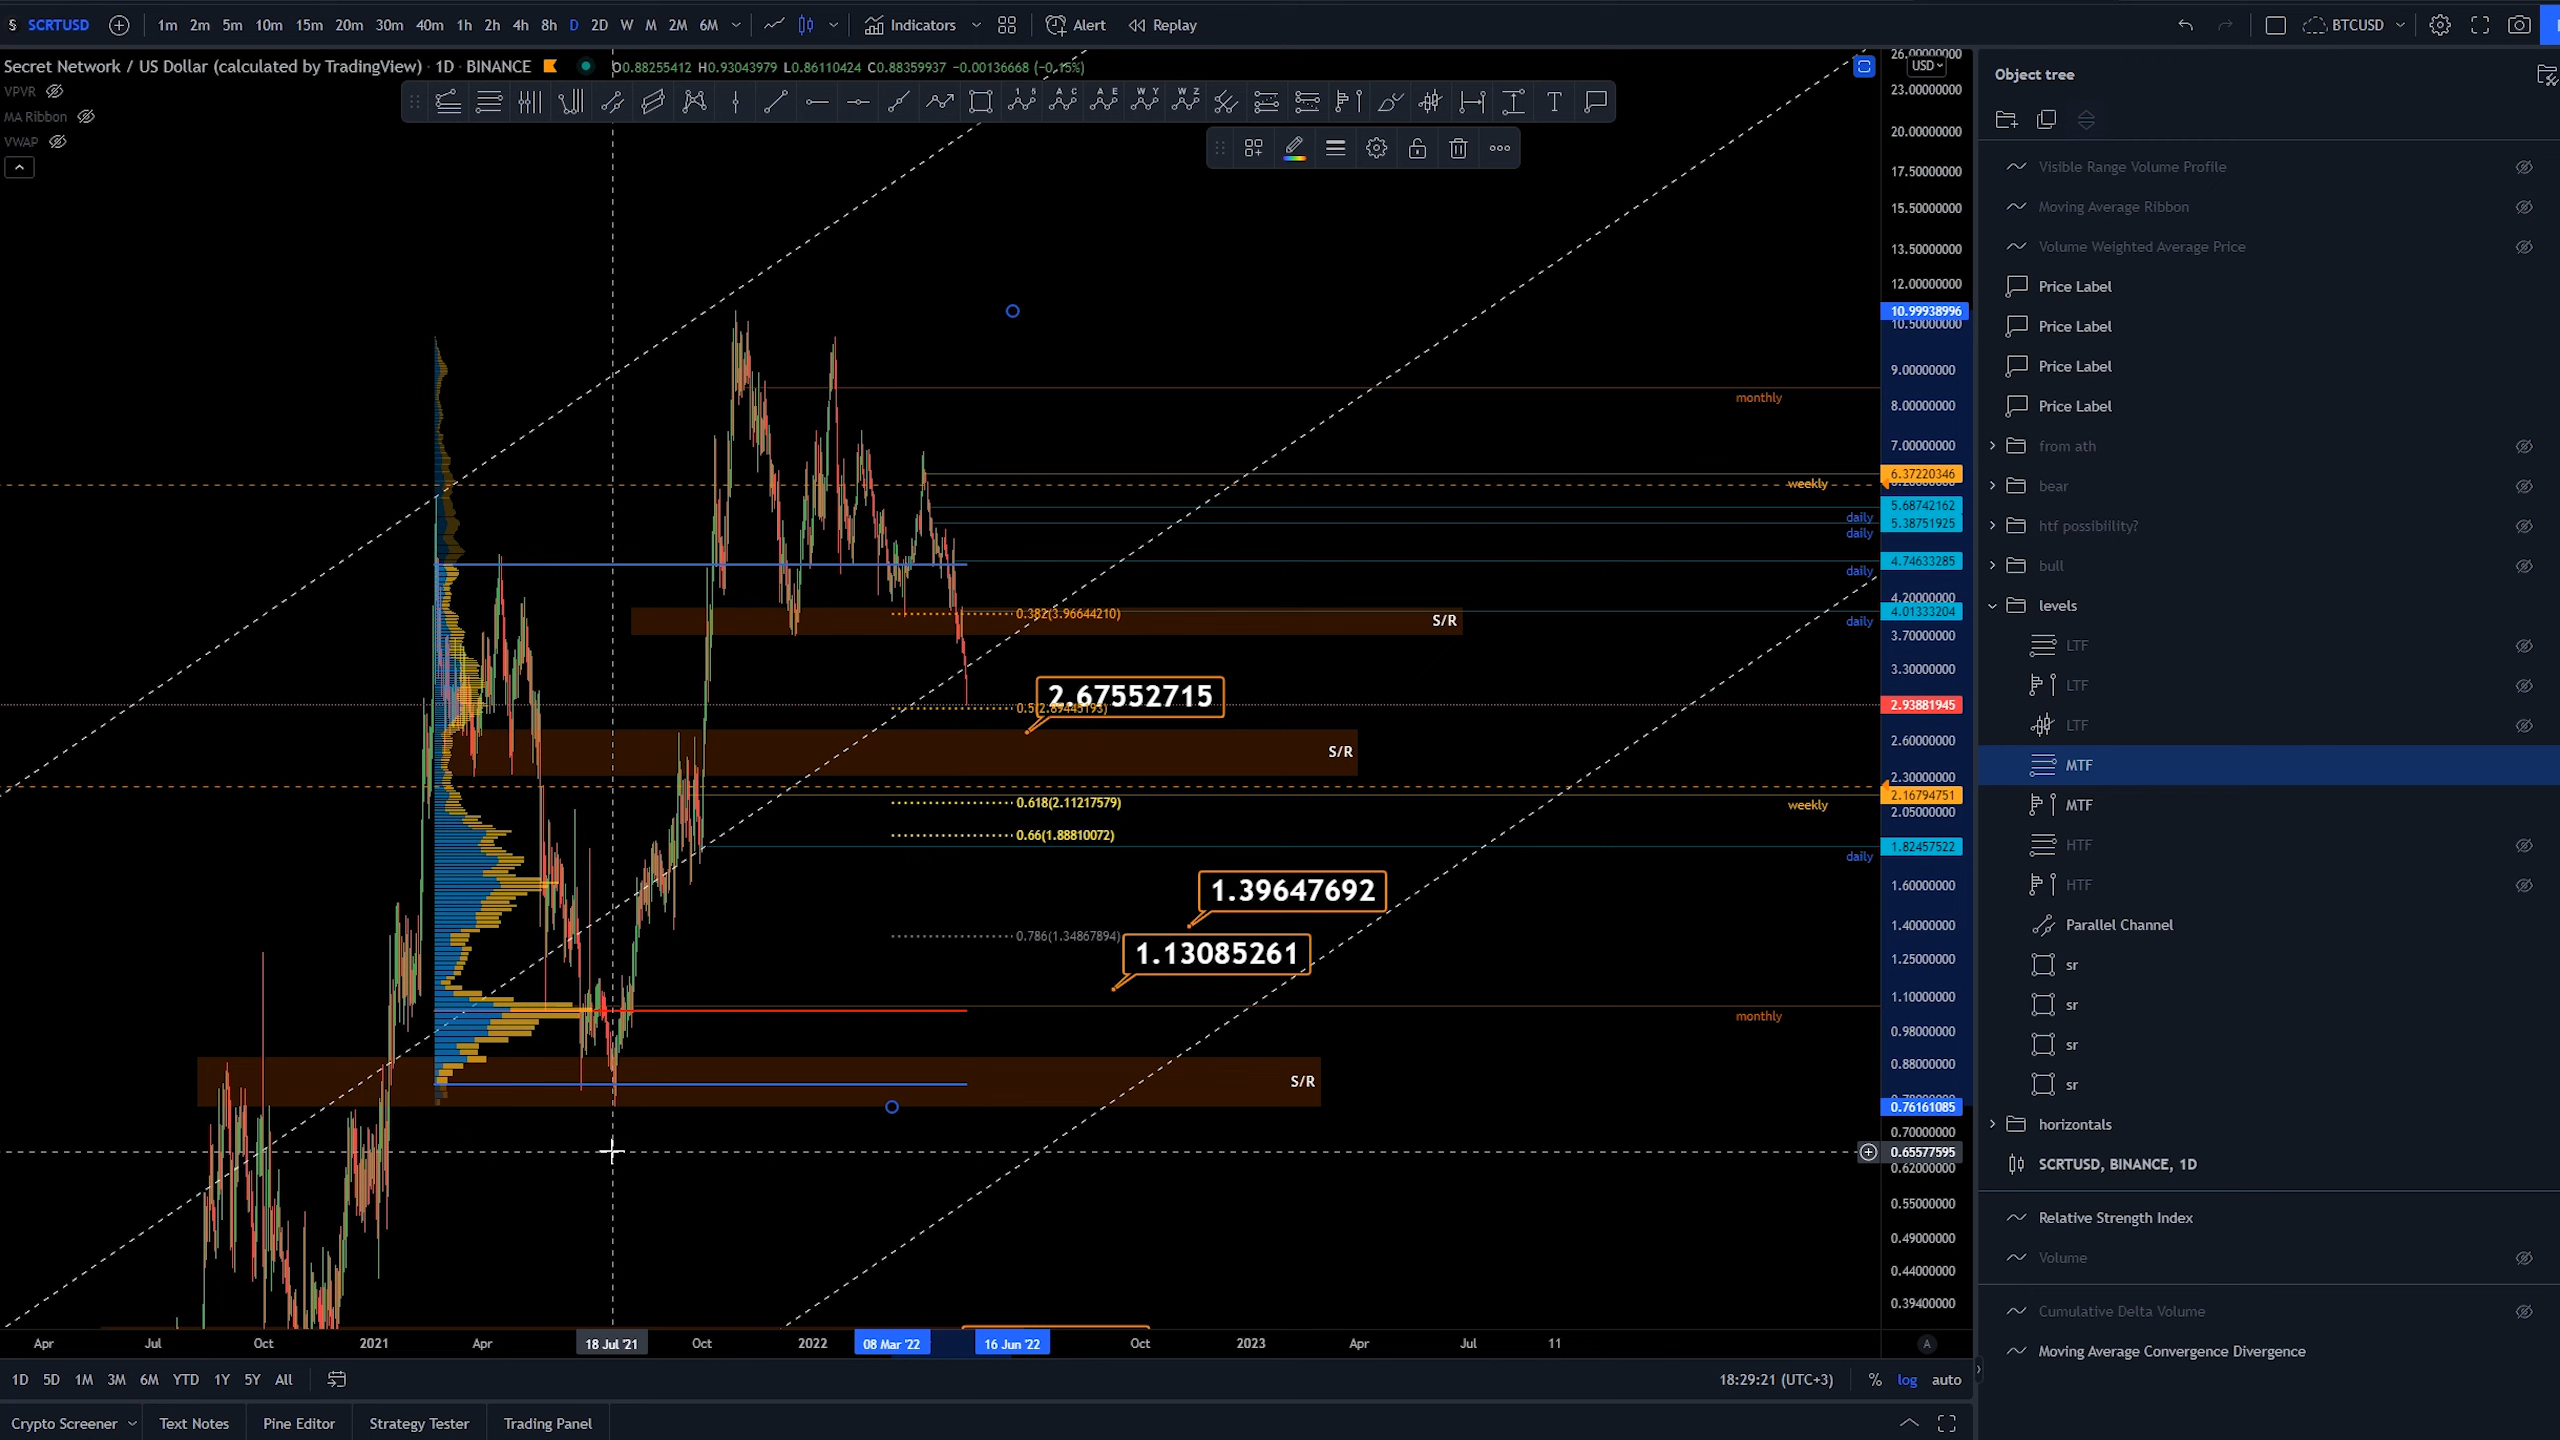 SCRTUSD 1m 2m 5m 10m 15m 20m 30m 40m 1h 2h 4h 8h D 2D W M 2M 6M Indicators Alert Replay BTCUSD
Secret Network / US Dollar (calculated by TradingView) · 1D · BINANCE O0.88255412 H0.93043979 L0.86110424 C0.88359937 −0.00136668 (−0.15%)
VPVR
MA Ribbon
VWAP
USD
23.00000000
20.00000000
17.50000000
15.50000000
13.50000000
12.00000000
10.99938996
10.50000000
9.00000000
monthly
8.00000000
7.00000000
6.37220346
weekly
5.68742162
daily
5.38751925
daily
4.74633285
daily
4.20000000
0.382(3.96644210)
S/R
4.01333204
daily
3.70000000
3.30000000
2.67552715
0.5(2.89445193)
2.93881945
S/R
2.60000000
2.30000000
2.16794751
0.618(2.11217579)
weekly
2.05000000
0.66(1.88810072)
1.82457522
daily
1.39647692
1.60000000
1.40000000
0.786(1.34867894)
1.13085261
1.25000000
1.10000000
monthly
0.98000000
0.88000000
S/R
0.76161085
0.70000000
0.65577595
0.62000000
0.55000000
0.49000000
0.44000000
0.39400000
Apr Jul Oct 2021 Apr 18 Jul '21 Oct 2022 08 Mar '22 16 Jun '22 Oct 2023 Apr Jul 11 A
1D 5D 1M 3M 6M YTD 1Y 5Y All 18:29:21 (UTC+3) % log auto
Crypto Screener Text Notes Pine Editor Strategy Tester Trading Panel
Object tree
Visible Range Volume Profile
Moving Average Ribbon
Volume Weighted Average Price
Price Label
Price Label
Price Label
Price Label
from ath
bear
htf possibiility?
bull
levels
LTF
LTF
LTF
MTF
MTF
HTF
HTF
Parallel Channel
sr
sr
sr
sr
horizontals
SCRTUSD, BINANCE, 1D
Relative Strength Index
Volume
Cumulative Delta Volume
Moving Average Convergence Divergence